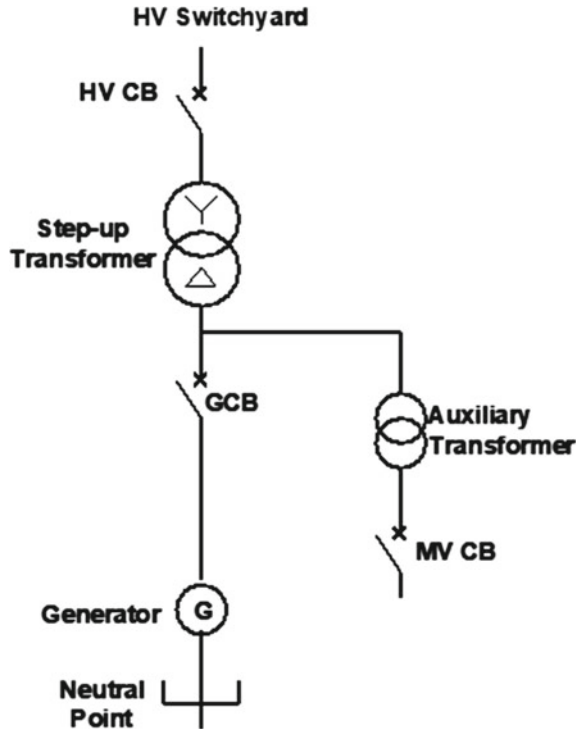 HV Switchyard
HV CB
Step-up
Transformer
GCB
Auxiliary
Transformer
MV CB
Generator
G
Neutral
Point